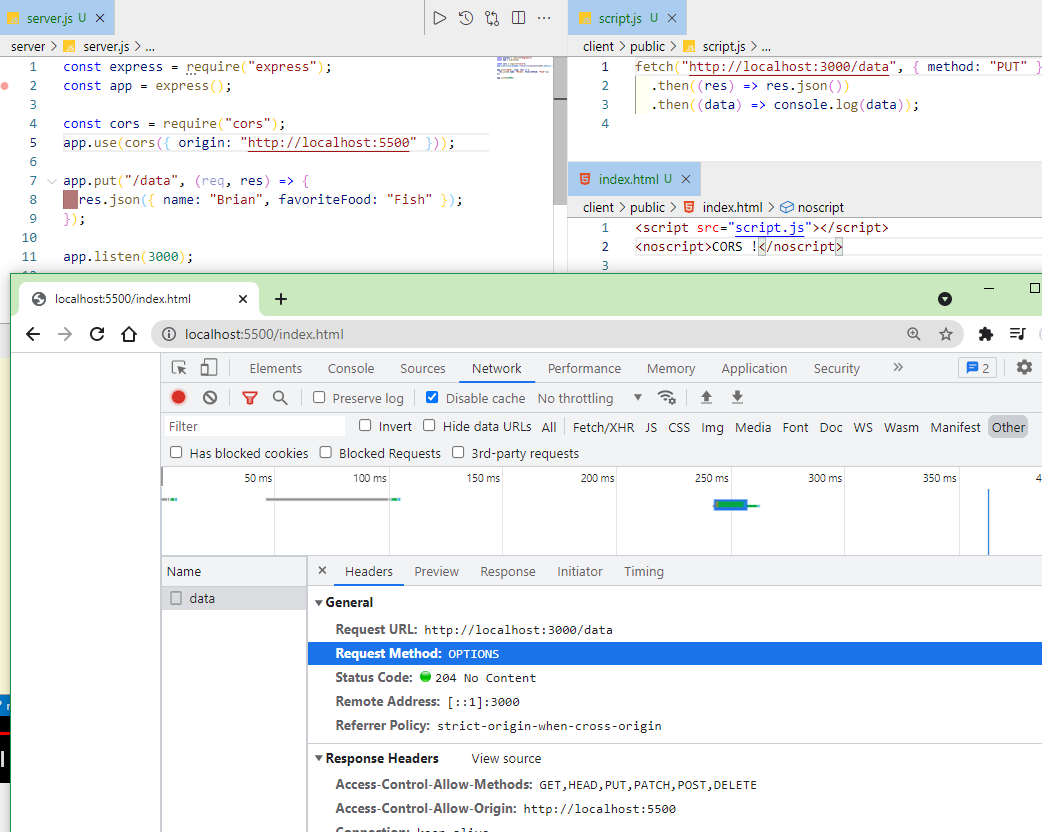 server.js U
server > server.js > ...
1 const express = require("express");
2 const app = express();
3
4 const cors = require("cors");
5 app.use(cors({ origin: "http://localhost:5500" }));
6
7 app.put("/data", (req, res) => {
8 res.json({ name: "Brian", favoriteFood: "Fish" });
9 });
10
11 app.listen(3000);
script.js U
client > public > script.js > ...
1 fetch("http://localhost:3000/data", { method: "PUT" }
2 .then((res) => res.json())
3 .then((data) => console.log(data));
4
index.html U
client > public > index.html > noscript
1 <script src="script.js"></script>
2 <noscript>CORS !</noscript>
3
localhost:5500/index.html
localhost:5500/index.html
Elements Console Sources Network Performance Memory Application Security 2
Preserve log Disable cache No throttling
Filter Invert Hide data URLs All Fetch/XHR JS CSS Img Media Font Doc WS Wasm Manifest Other
Has blocked cookies Blocked Requests 3rd-party requests
50 ms 100 ms 150 ms 200 ms 250 ms 300 ms 350 ms 4
Name
data
Headers Preview Response Initiator Timing
General
Request URL: http://localhost:3000/data
Request Method: OPTIONS
Status Code: 204 No Content
Remote Address: [::1]:3000
Referrer Policy: strict-origin-when-cross-origin
Response Headers View source
Access-Control-Allow-Methods: GET,HEAD,PUT,PATCH,POST,DELETE
Access-Control-Allow-Origin: http://localhost:5500
Connection: keep-alive